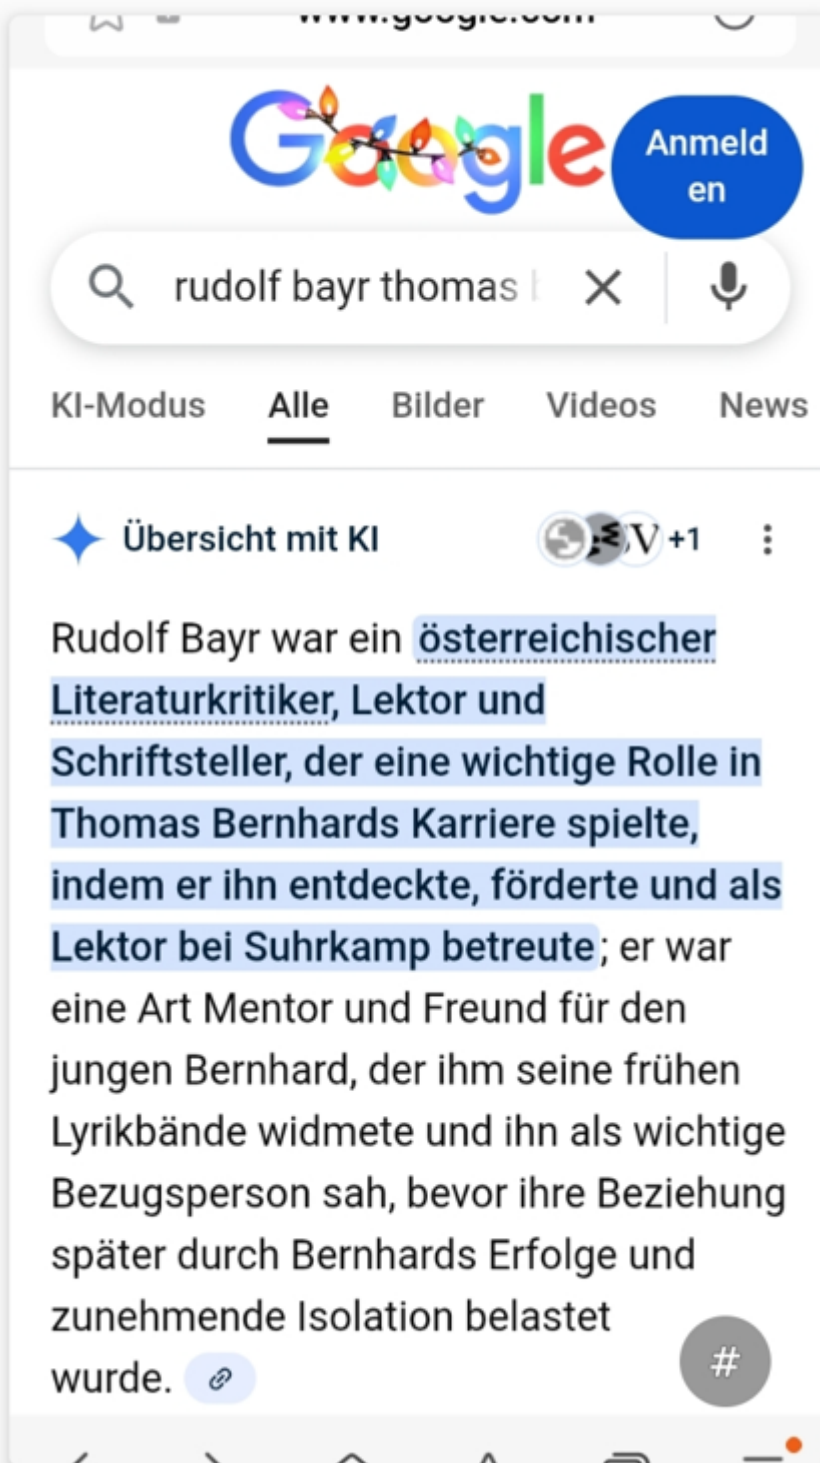 www.google.com
Google
Anmeld
en
rudolf bayr thomas
KI-Modus Alle Bilder Videos News
Übersicht mit KI V +1
Rudolf Bayr war ein österreichischer
Literaturkritiker, Lektor und
Schriftsteller, der eine wichtige Rolle in
Thomas Bernhards Karriere spielte,
indem er ihn entdeckte, förderte und als
Lektor bei Suhrkamp betreute; er war
eine Art Mentor und Freund für den
jungen Bernhard, der ihm seine frühen
Lyrikbände widmete und ihn als wichtige
Bezugsperson sah, bevor ihre Beziehung
später durch Bernhards Erfolge und
zunehmende Isolation belastet
wurde.
#